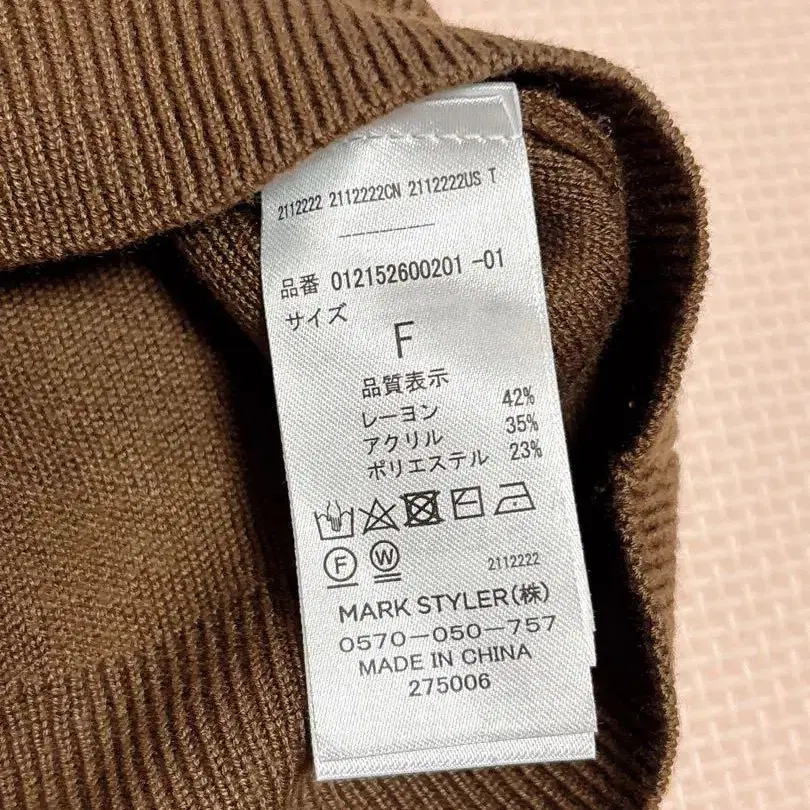 2112222 2112222CN 2112222US T
品番 012152600201 -01
サイズ
F
品質表示
レーヨン 42%
アクリル 35%
ポリエステル 23%
F W
2112222
MARK STYLER(株)
0570-050-757
MADE IN CHINA
275006